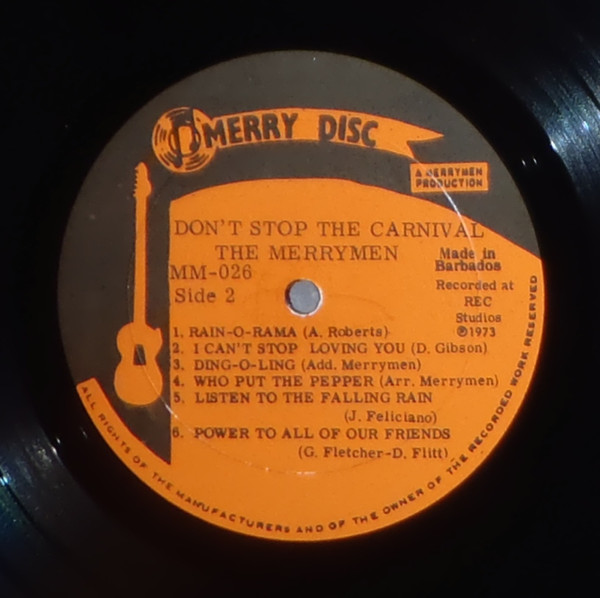 MERRY DISC
A MERRYMEN
PRODUCTION
DON'T STOP THE CARNIVAL
THE MERRYMEN
MM-026
Side 2
Made in
Barbados
Recorded at
REC
Studios
℗1973
1. RAIN-O-RAMA (A. Roberts)
2. I CAN'T STOP LOVING YOU (D. Gibson)
3. DING-O-LING (Add. Merrymen)
4. WHO PUT THE PEPPER (Arr. Merrymen)
5. LISTEN TO THE FALLING RAIN
(J. Feliciano)
6. POWER TO ALL OF OUR FRIENDS
(G. Fletcher-D. Flitt)
ALL RIGHTS OF THE MANUFACTURERS AND OF THE OWNER OF THE RECORDED WORK RESERVED